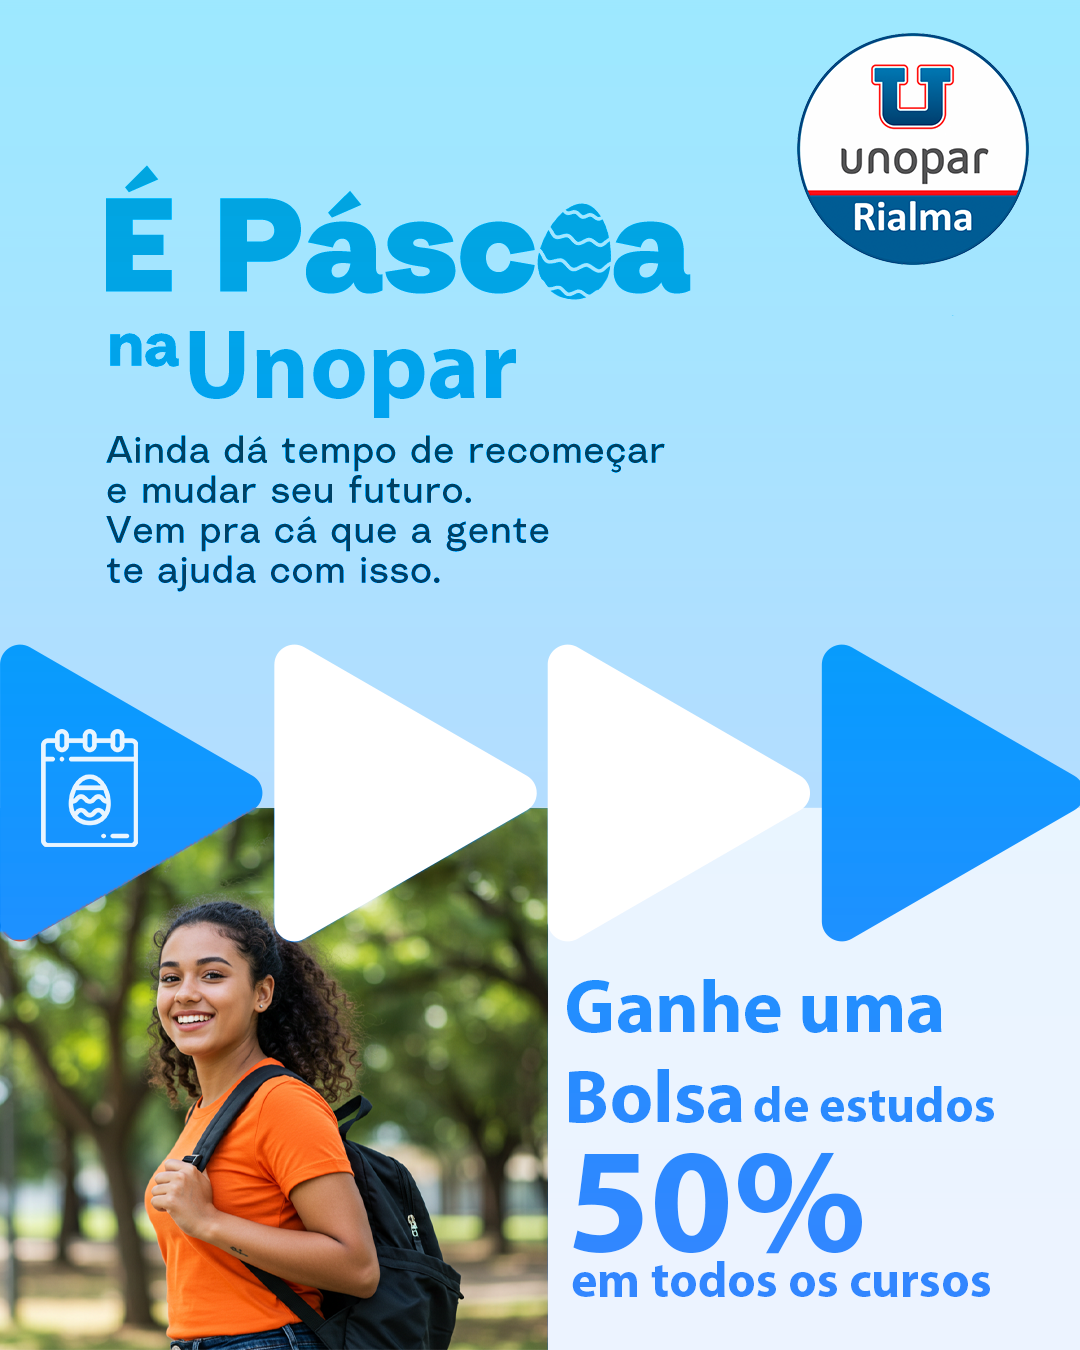 unopar
Rialma
É Páscoa
na Unopar
Ainda dá tempo de recomeçar
e mudar seu futuro.
Vem pra cá que a gente
te ajuda com isso.
Ganhe uma
Bolsa de estudos
50%
em todos os cursos